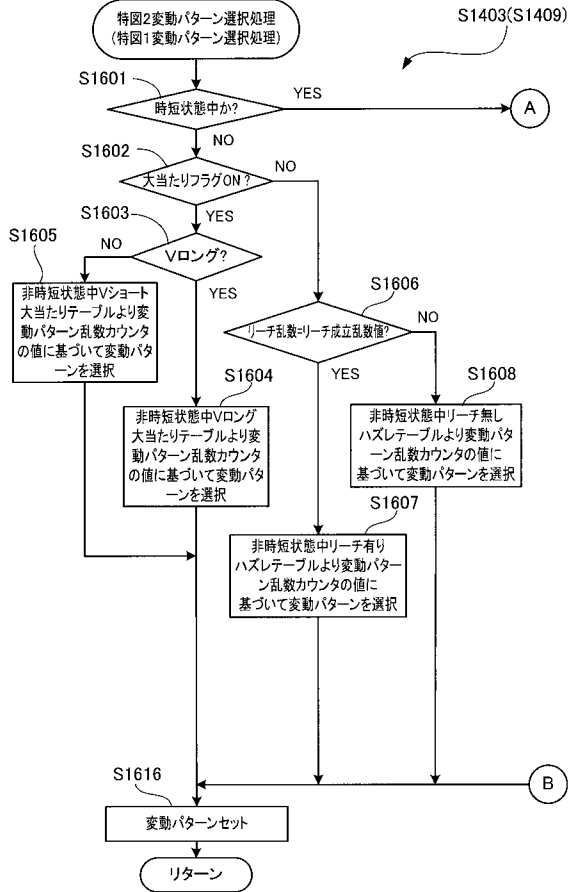 特図2変動パターン選択処理
(特図1変動パターン選択処理)
S1403(S1409)
S1601
時短状態中か?
YES
A
NO
S1602
大当たりフラグON?
NO
YES
S1603
Vロング?
NO
YES
S1605
非時短状態中Vショート
大当たりテーブルより変
動パターン乱数カウンタ
の値に基づいて変動パタ
ーンを選択
S1606
リーチ乱数=リーチ成立乱数値?
NO
YES
S1604
非時短状態中Vロング
大当たりテーブルより変
動パターン乱数カウンタ
の値に基づいて変動パタ
ーンを選択
S1608
非時短状態中リーチ無し
ハズレテーブルより変動パタ
ーン乱数カウンタの値に
基づいて変動パターンを選択
S1607
非時短状態中リーチ有り
ハズレテーブルより変動パター
ン乱数カウンタの値に
基づいて変動パターンを選択
B
S1616
変動パターンセット
リターン